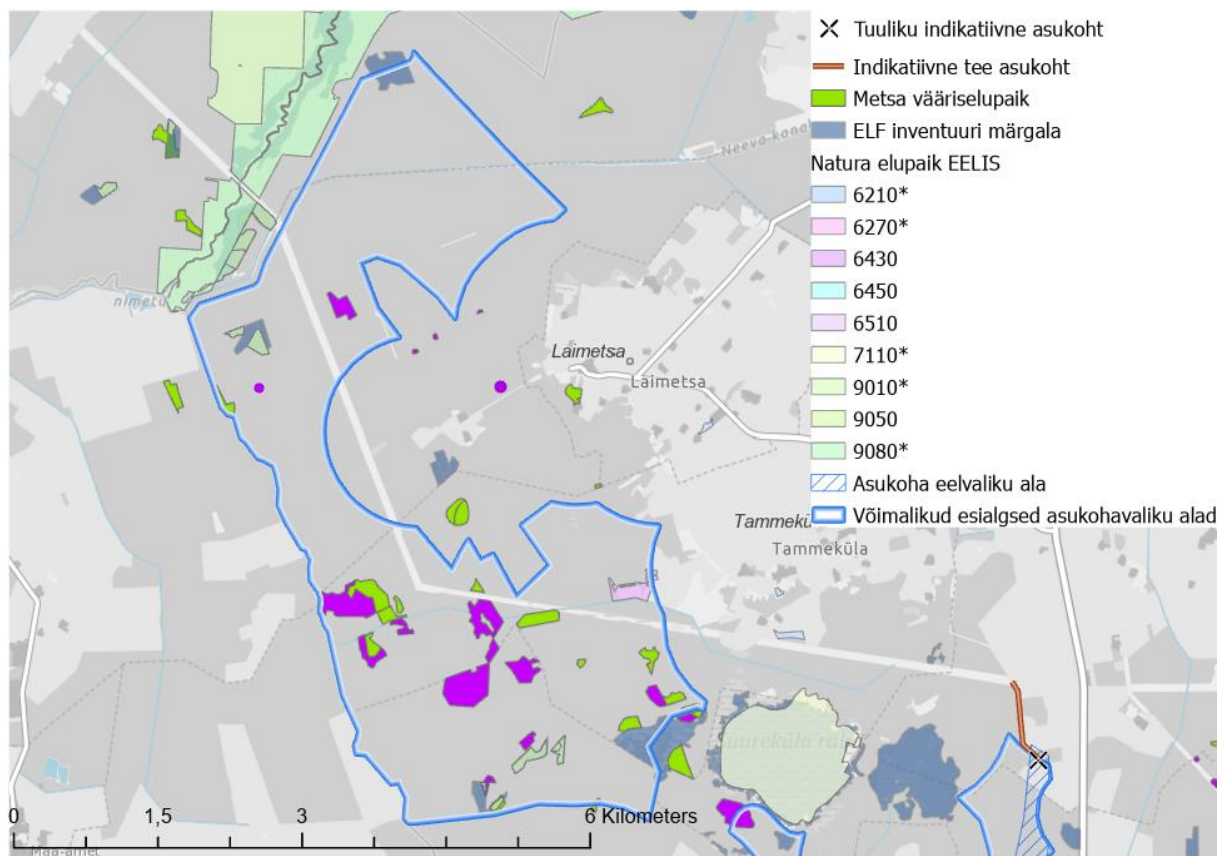 Tuuliku indikatiivne asukoht
Indikatiivne tee asukoht
Metsa vääriselupaik
ELF inventuuri märgala
Natura elupaik EELIS
6210*
6270*
6430
6450
6510
7110*
9010*
9050
9080*
Asukoha eelvaliku ala
Võimalikud esialgsed asukohavaliku alad
Laimetsa
Laimetsa
Tammekü
Tammeküla
0
1,5
3
6 Kilometers